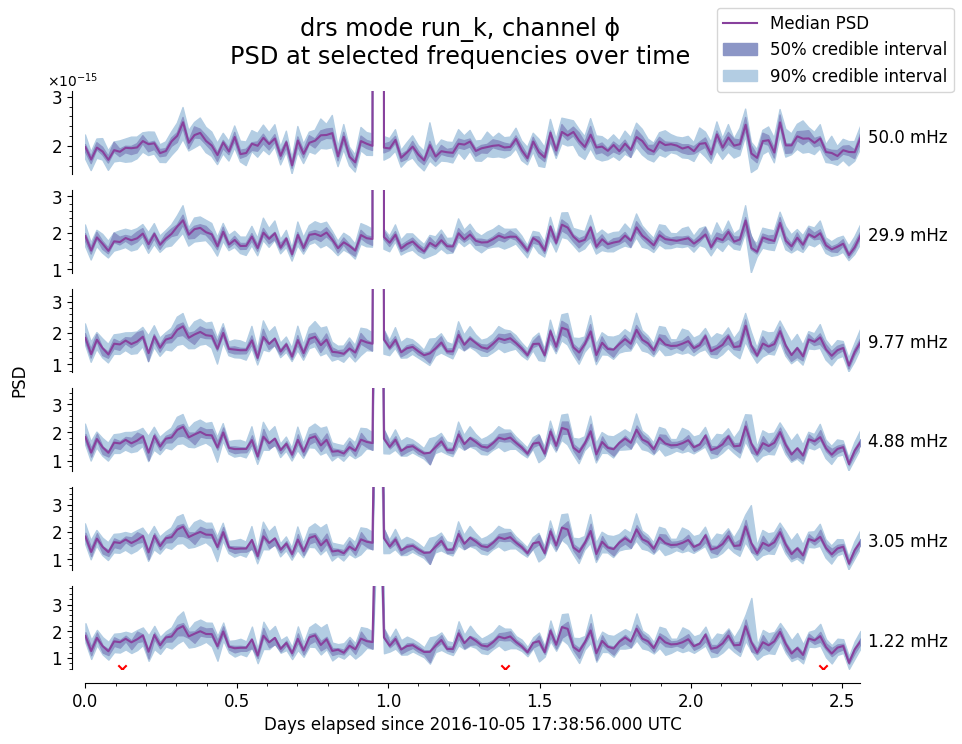 drs mode run_k, channel ϕ
PSD at selected frequencies over time
Median PSD
50% credible interval
90% credible interval
×10⁻¹⁵
3
2
50.0 mHz
3
2
1
29.9 mHz
3
2
1
9.77 mHz
PSD
3
2
1
4.88 mHz
3
2
1
3.05 mHz
3
2
1
1.22 mHz
0.0 0.5 1.0 1.5 2.0 2.5
Days elapsed since 2016-10-05 17:38:56.000 UTC